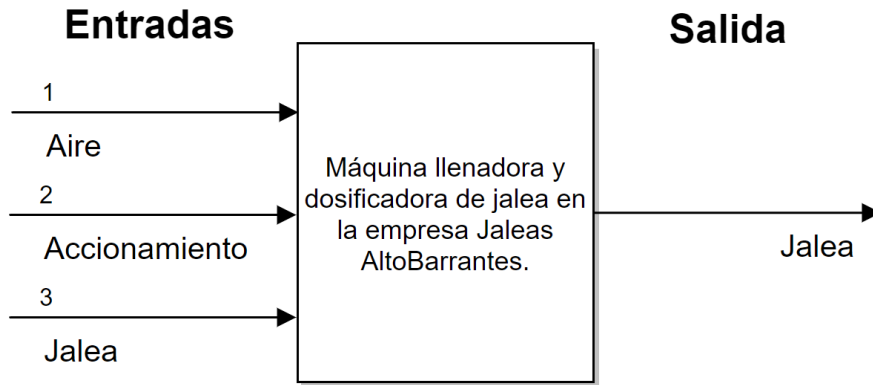 Entradas
Salida
1
Aire
2
Accionamiento
3
Jalea
Máquina llenadora y
dosificadora de jalea en
la empresa Jaleas
AltoBarrantes.
Jalea